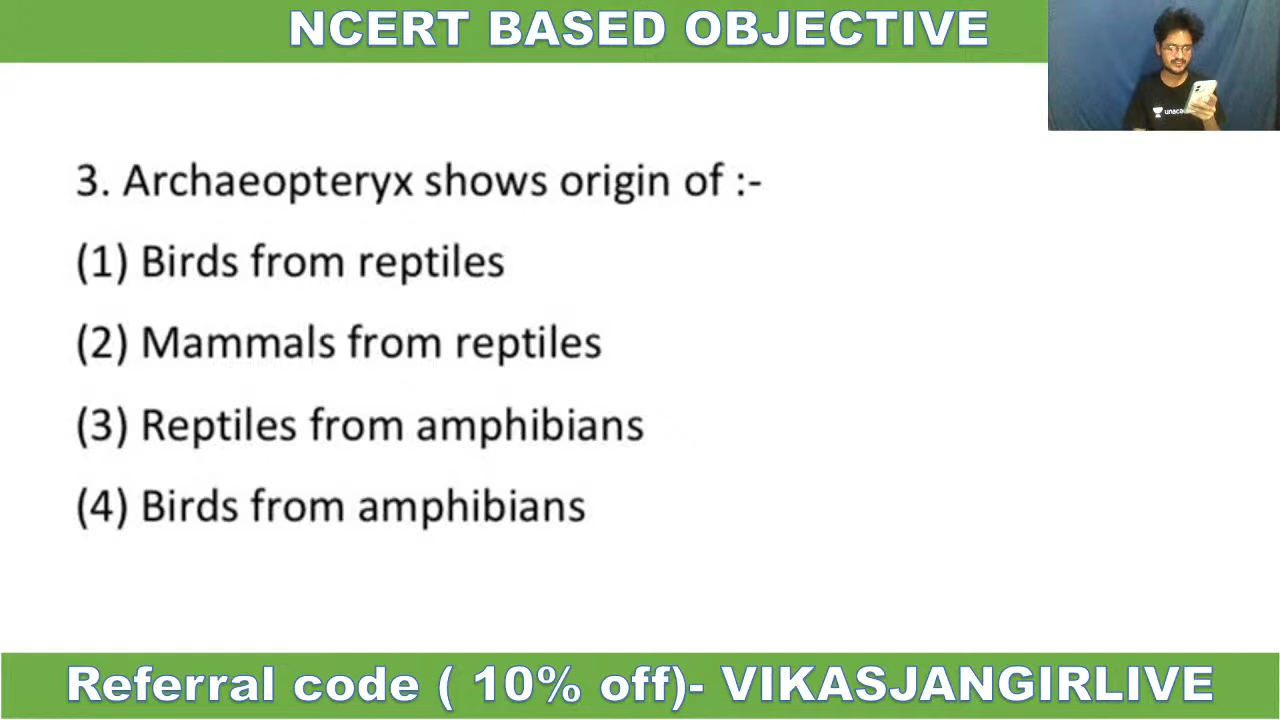 NCERT BASED OBJECTIVE
3. Archaeopteryx shows origin of :-
(1) Birds from reptiles
(2) Mammals from reptiles
(3) Reptiles from amphibians
(4) Birds from amphibians
Referral code ( 10% off)- VIKASJANGIRLIVE